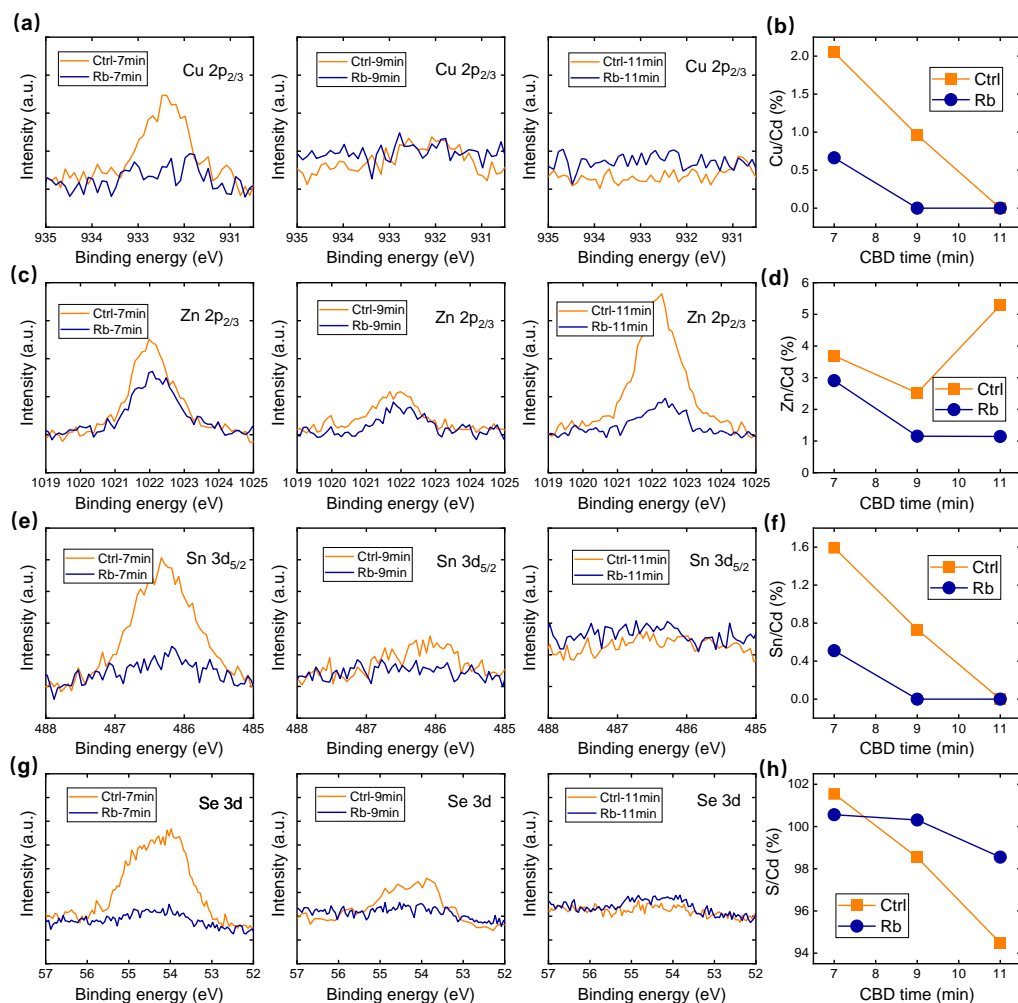 (a)
Ctrl-7min
Rb-7min
Cu 2p2/3
Intensity (a.u.)
935 934 933 932 931
Binding energy (eV)
Ctrl-9min
Rb-9min
Cu 2p2/3
Intensity (a.u.)
935 934 933 932 931
Binding energy (eV)
Ctrl-11min
Rb-11min
Cu 2p2/3
Intensity (a.u.)
935 934 933 932 931
Binding energy (eV)
(b)
Ctrl
Rb
Cu/Cd (%)
2.0
1.5
1.0
0.5
0.0
7 8 9 10 11
CBD time (min)
(c)
Ctrl-7min
Rb-7min
Zn 2p2/3
Intensity (a.u.)
1019 1020 1021 1022 1023 1024 1025
Binding energy (eV)
Ctrl-9min
Rb-9min
Zn 2p2/3
Intensity (a.u.)
1019 1020 1021 1022 1023 1024 1025
Binding energy (eV)
Ctrl-11min
Rb-11min
Zn 2p2/3
Intensity (a.u.)
1019 1020 1021 1022 1023 1024 1025
Binding energy (eV)
(d)
Ctrl
Rb
Zn/Cd (%)
6
5
4
3
2
1
0
7 8 9 10 11
CBD time (min)
(e)
Ctrl-7min
Rb-7min
Sn 3d5/2
Intensity (a.u.)
488 487 486 485
Binding energy (eV)
Ctrl-9min
Rb-9min
Sn 3d5/2
Intensity (a.u.)
488 487 486 485
Binding energy (eV)
Ctrl-11min
Rb-11min
Sn 3d5/2
Intensity (a.u.)
488 487 486 485
Binding energy (eV)
(f)
Ctrl
Rb
Sn/Cd (%)
1.6
1.2
0.8
0.4
0.0
7 8 9 10 11
CBD time (min)
(g)
Ctrl-7min
Rb-7min
Se 3d
Intensity (a.u.)
57 56 55 54 53 52
Binding energy (eV)
Ctrl-9min
Rb-9min
Se 3d
Intensity (a.u.)
57 56 55 54 53 52
Binding energy (eV)
Ctrl-11min
Rb-11min
Se 3d
Intensity (a.u.)
57 56 55 54 53 52
Binding energy (eV)
(h)
Ctrl
Rb
S/Cd (%)
102
100
98
96
94
7 8 9 10 11
CBD time (min)